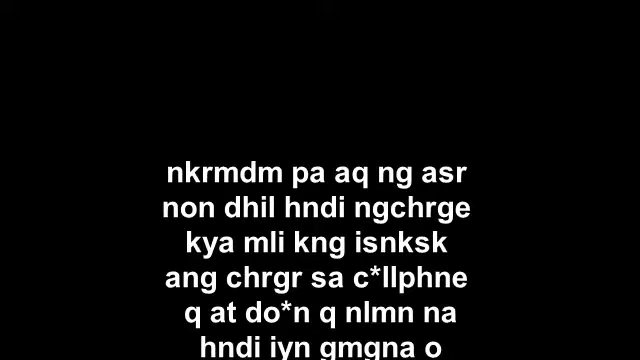 nkrmdm pa aq ng asr
non dhil hndi ngchrge
kya mli kng isnksk
ang chrgr sa c*llphne
q at do*n q nlmn na
hndi iyn gmgna o